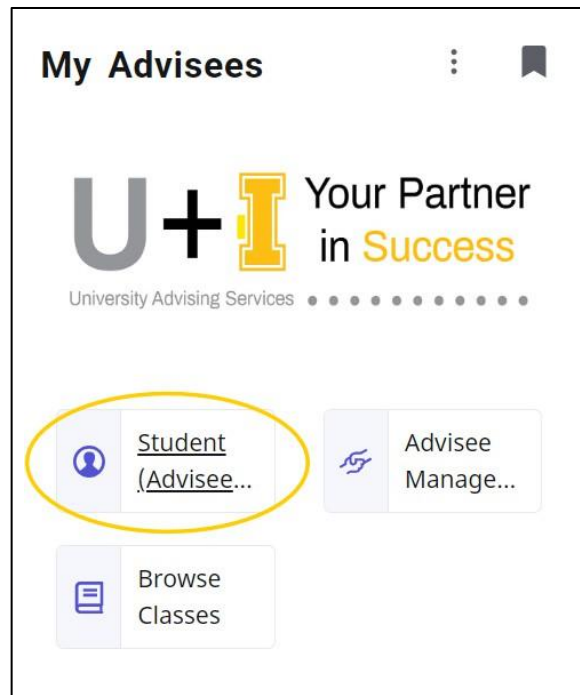 My Advisees
U+I
Your Partner
in Success
University Advising Services
Student
(Advisee...
Advisee
Manage...
Browse
Classes